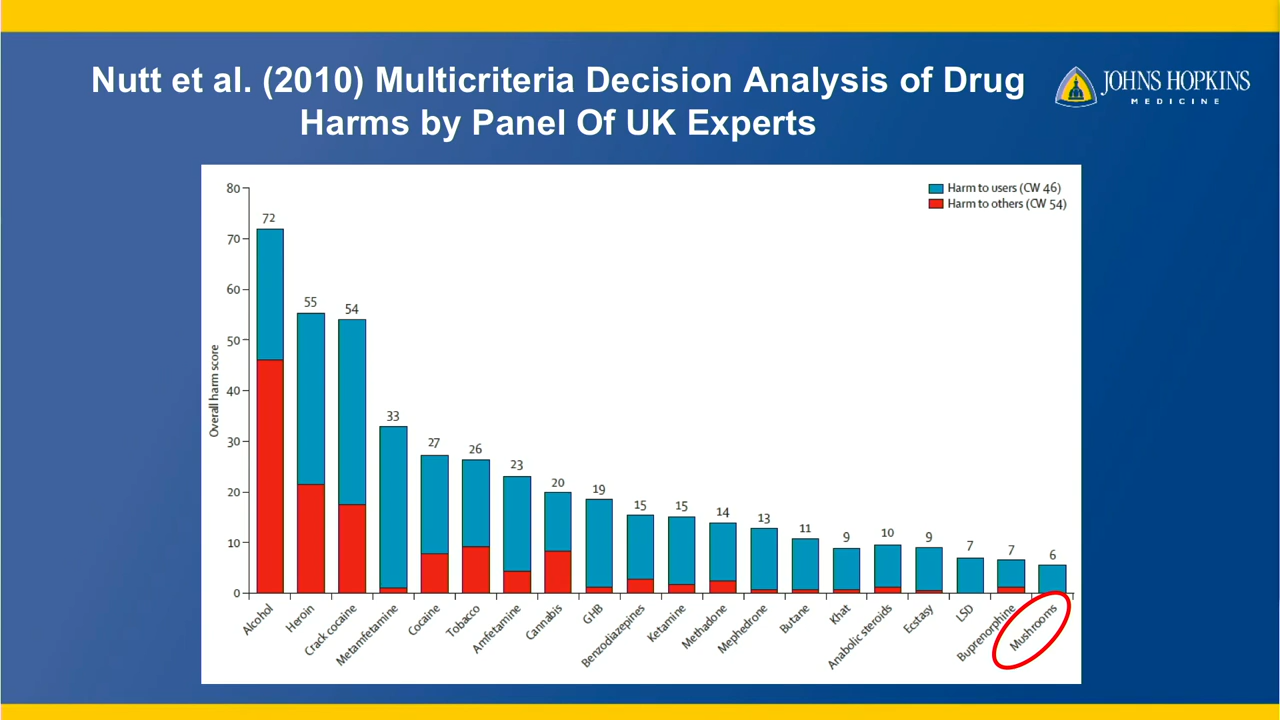 Nutt et al. (2010) Multicriteria Decision Analysis of Drug
Harms by Panel Of UK Experts
JOHNS HOPKINS
MEDICINE
Harm to users (CW 46)
Harm to others (CW 54)
Overall harm score
80
70
60
50
40
30
20
10
0
72
55
54
33
27
26
23
20
19
15
15
14
13
11
9
10
9
7
7
6
Alcohol
Heroin
Crack cocaine
Metamfetamine
Cocaine
Tobacco
Amfetamine
Cannabis
GHB
Benzodiazepines
Ketamine
Methadone
Mephedrone
Butane
Khat
Anabolic steroids
Ecstasy
LSD
Buprenorphine
Mushrooms